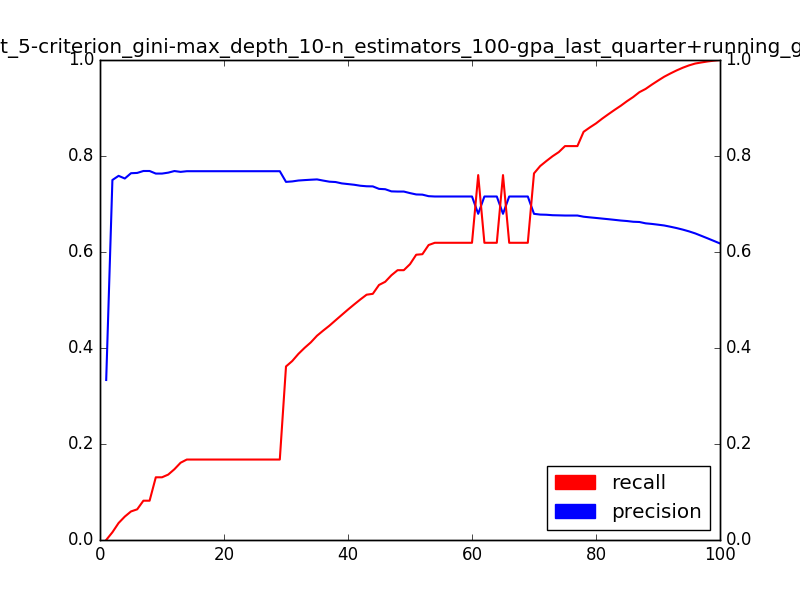 t_5-criterion_gini-max_depth_10-n_estimators_100-gpa_last_quarter+running_g
1.0 1.0
0.8 0.8
0.6 0.6
0.4 0.4
0.2 0.2
0.0 0.0
recall
precision
0 20 40 60 80 100